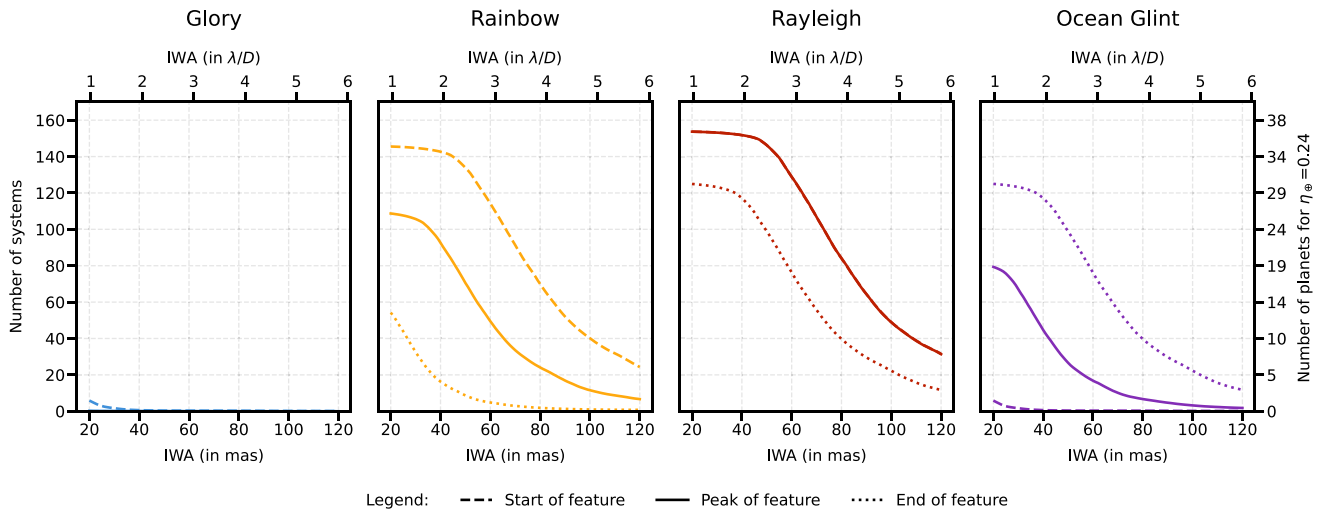 Glory Rainbow Rayleigh Ocean Glint
IWA (in λ/D) IWA (in λ/D) IWA (in λ/D) IWA (in λ/D)
1 2 3 4 5 6 1 2 3 4 5 6 1 2 3 4 5 6 1 2 3 4 5 6
Number of systems
160
140
120
100
80
60
40
20
0
38
34
29
24
19
14
10
5
0
Number of planets for η⊕=0.24
20 40 60 80 100 120 20 40 60 80 100 120 20 40 60 80 100 120 20 40 60 80 100 120
IWA (in mas) IWA (in mas) IWA (in mas) IWA (in mas)
Legend: Start of feature Peak of feature End of feature